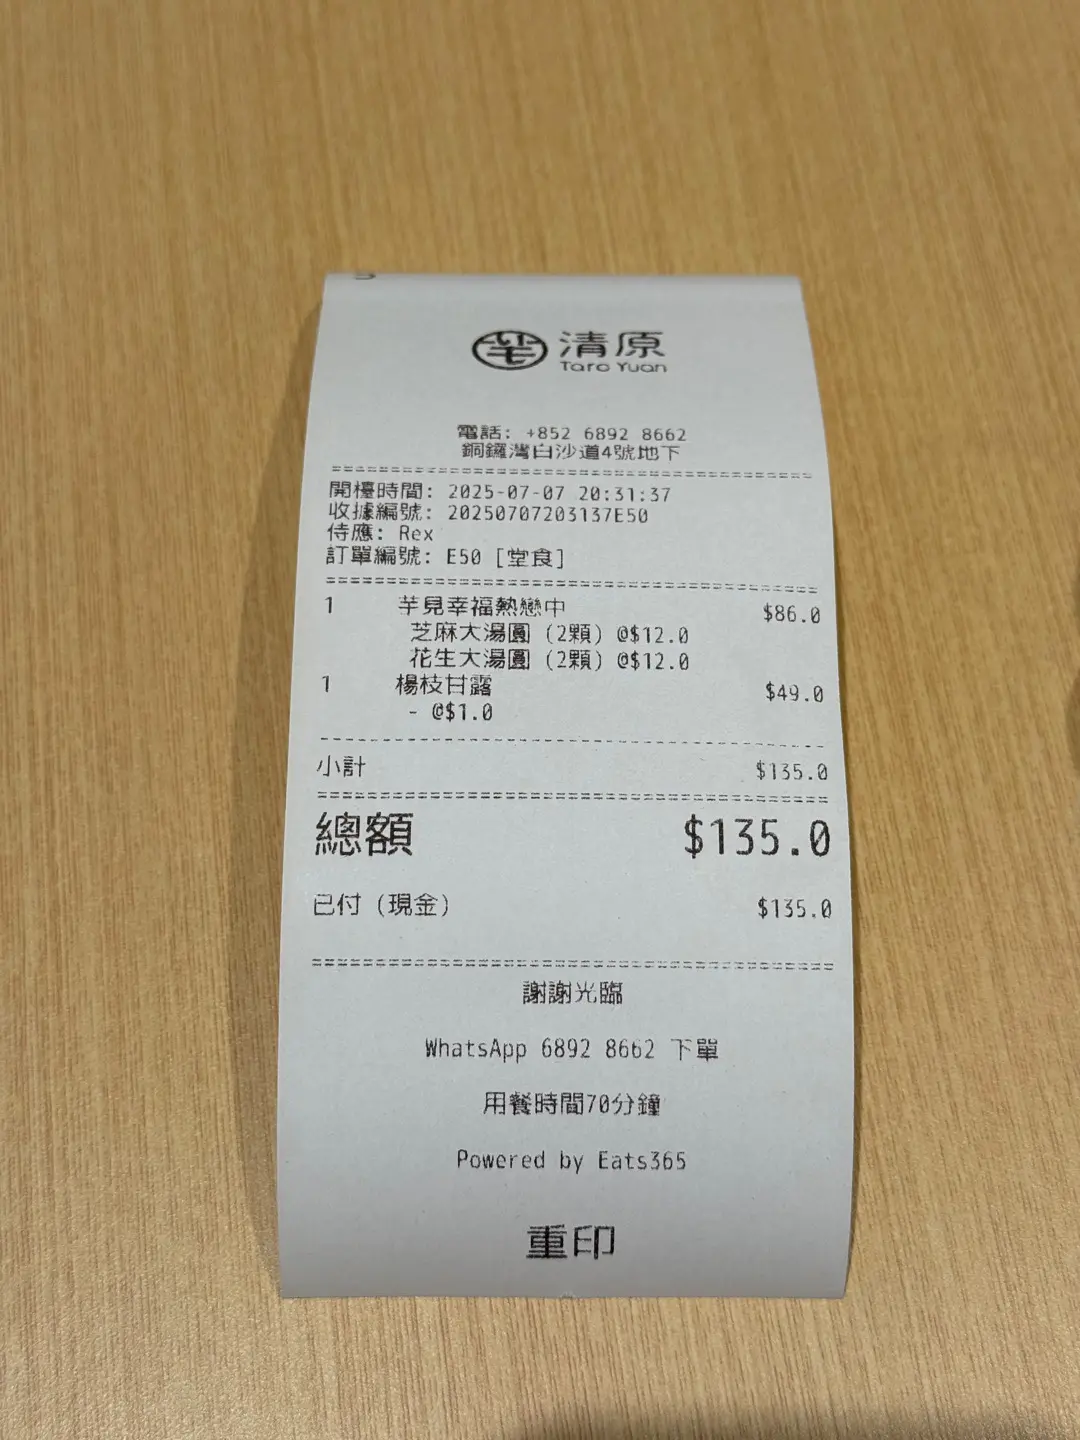 芋 清原
Taro Yuan
電話: +852 6892 8662
銅鑼灣白沙道4號地下
開檯時間: 2025-07-07 20:31:37
收據編號: 20250707203137E50
侍應: Rex
訂單編號: E50 [堂食]
1 芋見幸福熱戀中 $86.0
芝麻大湯圓 (2顆) @$12.0
花生大湯圓 (2顆) @$12.0
1 楊枝甘露 $49.0
- @$1.0
小計 $135.0
總額 $135.0
已付 (現金) $135.0
謝謝光臨
WhatsApp 6892 8662 下單
用餐時間70分鐘
Powered by Eats365
重印